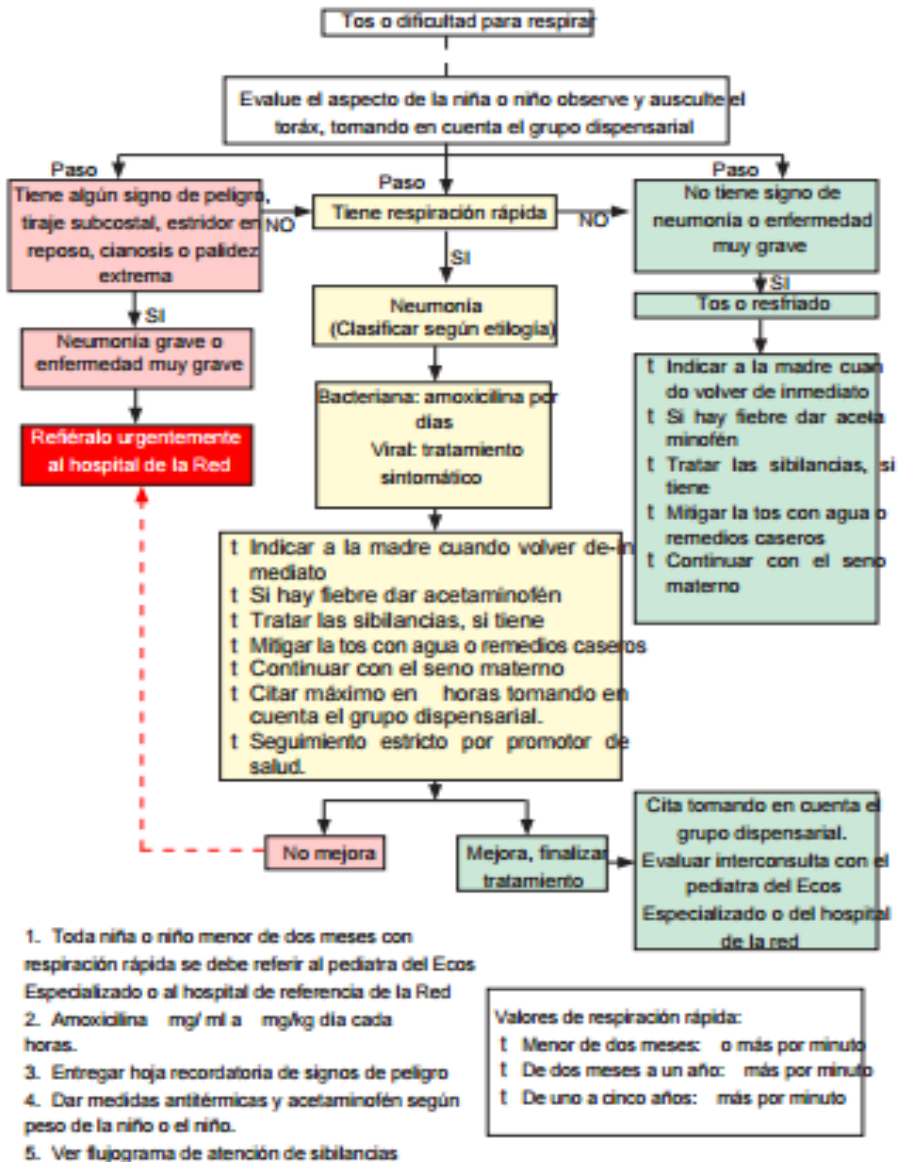 Tos o dificultad para respirar
Evalue el aspecto de la niña o niño observe y ausculte el
toráx, tomando en cuenta el grupo dispensarial
Paso
Tiene algún signo de peligro,
tiraje subcostal, estridor en
reposo, cianosis o palidez
extrema
NO
Paso
Tiene respiración rápida
NO
Paso
No tiene signo de
neumonía o enfermedad
muy grave
SI
Neumonía grave o
enfermedad muy grave
Refiéralo urgentemente
al hospital de la Red
SI
Neumonía
(Clasificar según etilogía)
Bacteriana: amoxicilina por
días
Viral: tratamiento
sintomático
t Indicar a la madre cuando volver de-in
mediato
t Si hay fiebre dar acetaminofén
t Tratar las sibilancias, si tiene
t Mitigar la tos con agua o remedios caseros
t Continuar con el seno materno
t Citar máximo en horas tomando en
cuenta el grupo dispensarial.
t Seguimiento estricto por promotor de
salud.
SI
Tos o resfriado
t Indicar a la madre cuan
do volver de inmediato
t Si hay fiebre dar aceta
minofén
t Tratar las sibilancias, si
tiene
t Mitigar la tos con agua o
remedios caseros
t Continuar con el seno
materno
No mejora
Mejora, finalizar
tratamiento
Cita tomando en cuenta el
grupo dispensarial.
Evaluar interconsulta con el
pediatra del Ecos
Especializado o del hospital
de la red
1. Toda niña o niño menor de dos meses con
respiración rápida se debe referir al pediatra del Ecos
Especializado o al hospital de referencia de la Red
2. Amoxicilina mg/ ml a mg/kg día cada
horas.
3. Entregar hoja recordatoria de signos de peligro
4. Dar medidas antitérmicas y acetaminofén según
peso de la niño o el niño.
5. Ver flujograma de atención de sibilancias
Valores de respiración rápida:
t Menor de dos meses: o más por minuto
t De dos meses a un año: más por minuto
t De uno a cinco años: más por minuto